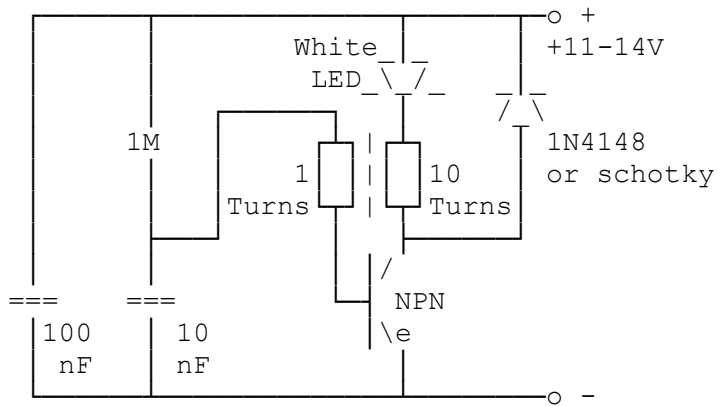 +
White
+11-14V
LED
1M
1N4148
1
10
or schotky
Turns
Turns
NPN
100
10
e
nF
nF
-